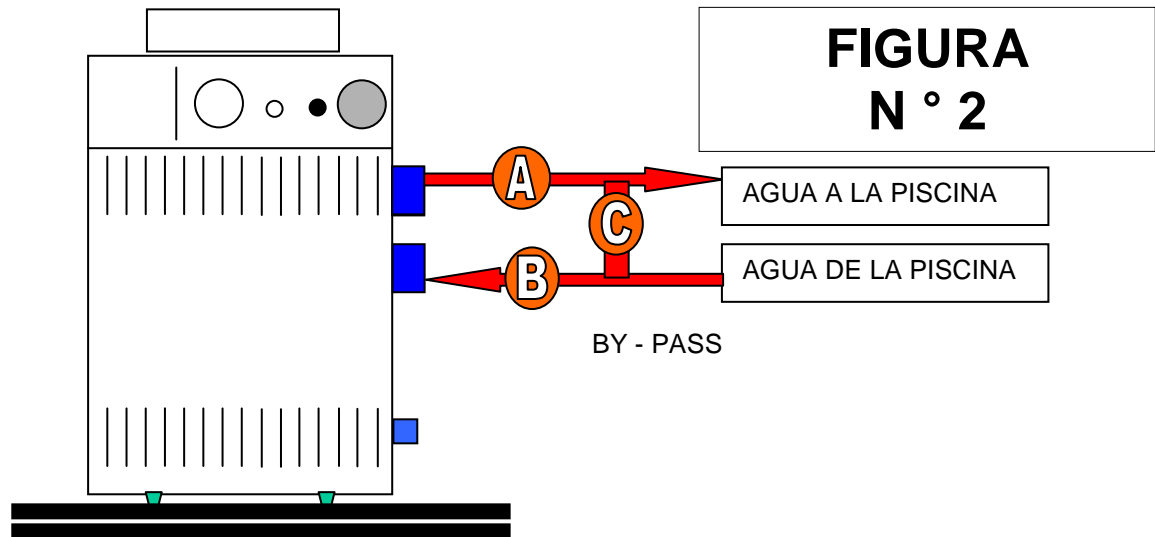 FIGURA
N ° 2
A
AGUA A LA PISCINA
C
B
AGUA DE LA PISCINA
BY - PASS